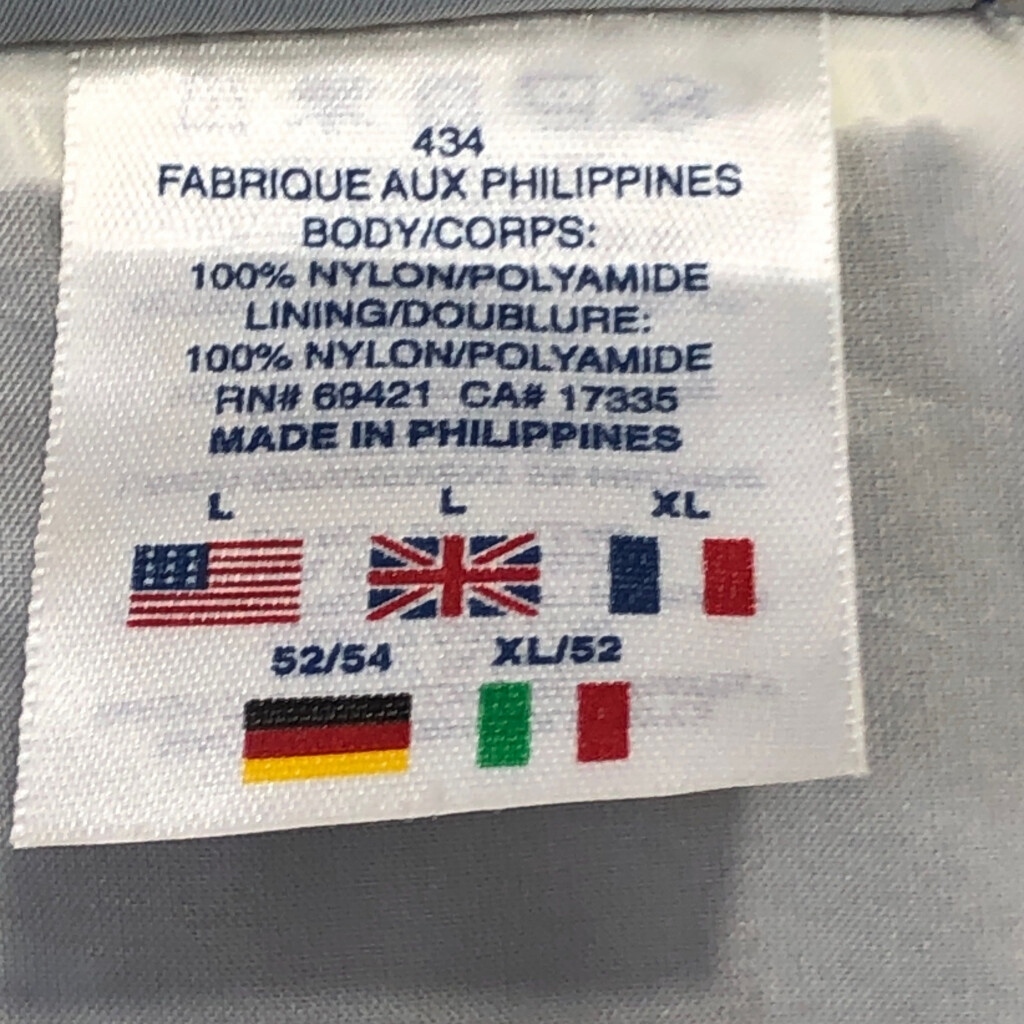 434
FABRIQUE AUX PHILIPPINES
BODY/CORPS:
100% NYLON/POLYAMIDE
LINING/DOUBLURE:
100% NYLON/POLYAMIDE
RN# 69421 CA# 17335
MADE IN PHILIPPINES
L L XL
52/54 XL/52